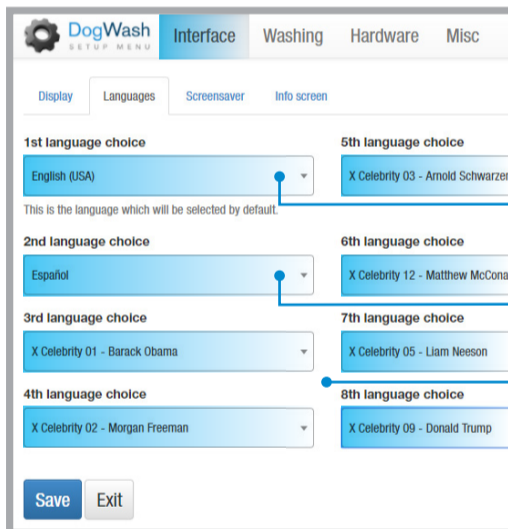 DogWash
SETUP MENU
Interface Washing Hardware Misc
Display Languages Screensaver Info screen
1st language choice
English (USA)
This is the language which will be selected by default.
2nd language choice
Español
3rd language choice
X Celebrity 01 - Barack Obama
4th language choice
X Celebrity 02 - Morgan Freeman
5th language choice
X Celebrity 03 - Arnold Schwarzen
6th language choice
X Celebrity 12 - Matthew McCona
7th language choice
X Celebrity 05 - Liam Neeson
8th language choice
X Celebrity 09 - Donald Trump
Save Exit